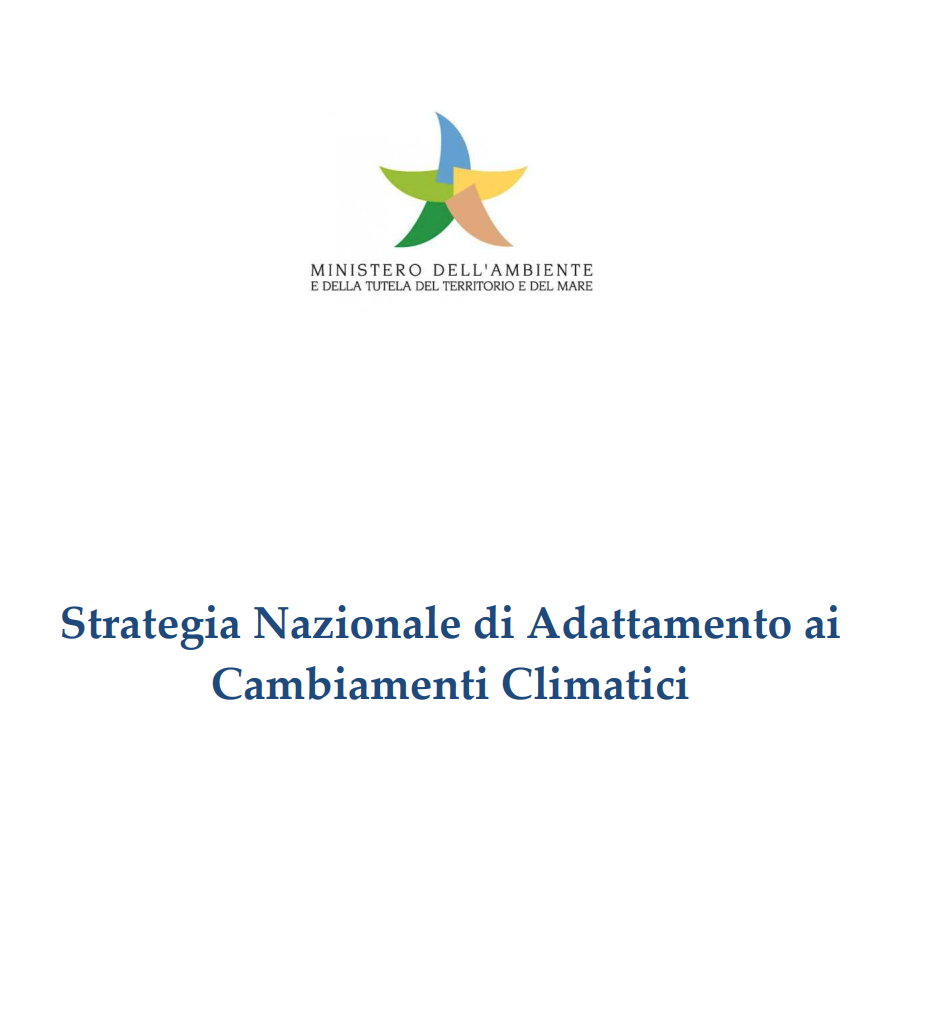 MINISTERO DELL'AMBIENTE
E DELLA TUTELA DEL TERRITORIO E DEL MARE
Strategia Nazionale di Adattamento ai
Cambiamenti Climatici